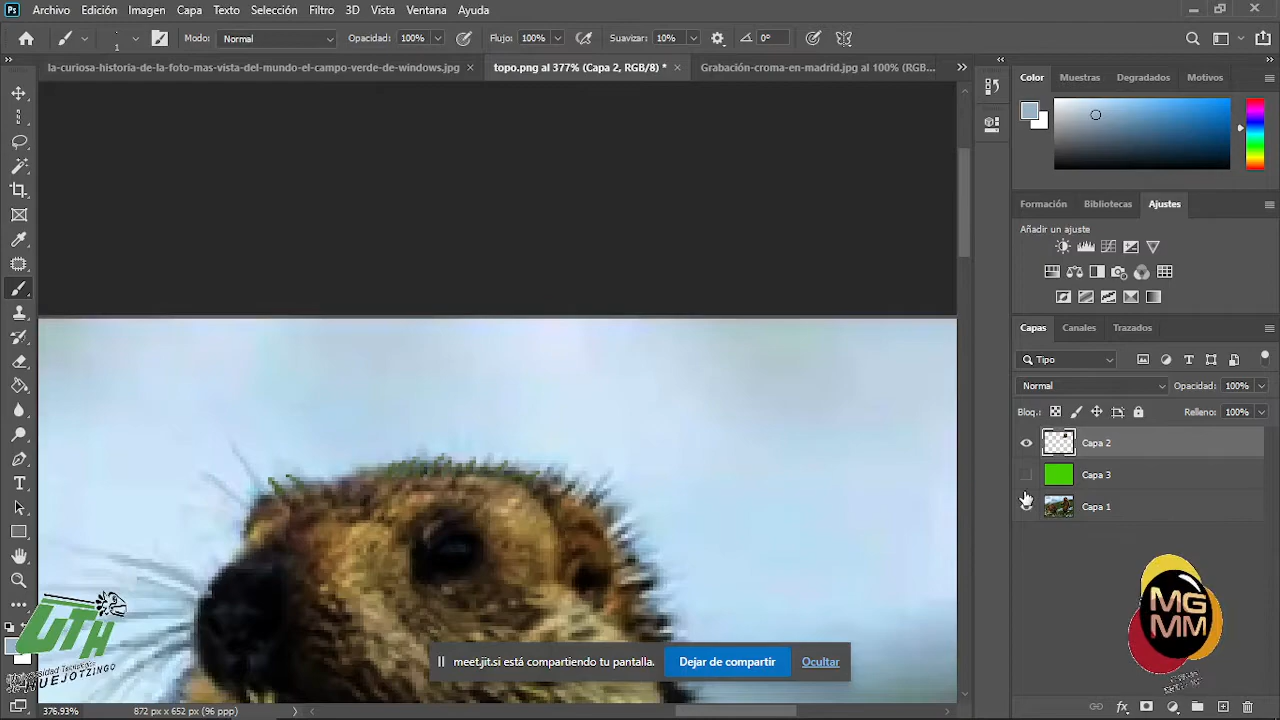 Ps Archivo Edición Imagen Capa Texto Selección Filtro 3D Vista Ventana Ayuda
1 Modo: Normal Opacidad: 100% Flujo: 100% Suavizar: 10% 0°
la-curiosa-historia-de-la-foto-mas-vista-del-mundo-el-campo-verde-de-windows.jpg × topo.png al 377% (Capa 2, RGB/8) * × Grabación-croma-en-madrid.jpg al 100% (RGB...
Color Muestras Degradados Motivos
Formación Bibliotecas Ajustes
Añadir un ajuste
Capas Canales Trazados
Tipo
Normal Opacidad: 100%
Bloq.: Relleno: 100%
Capa 2
Capa 3
Capa 1
MG
MM
UTH
HUEJOTZINGO
meet.jit.si está compartiendo tu pantalla. Dejar de compartir Ocultar
376.93% 872 px x 652 px (96 ppp)